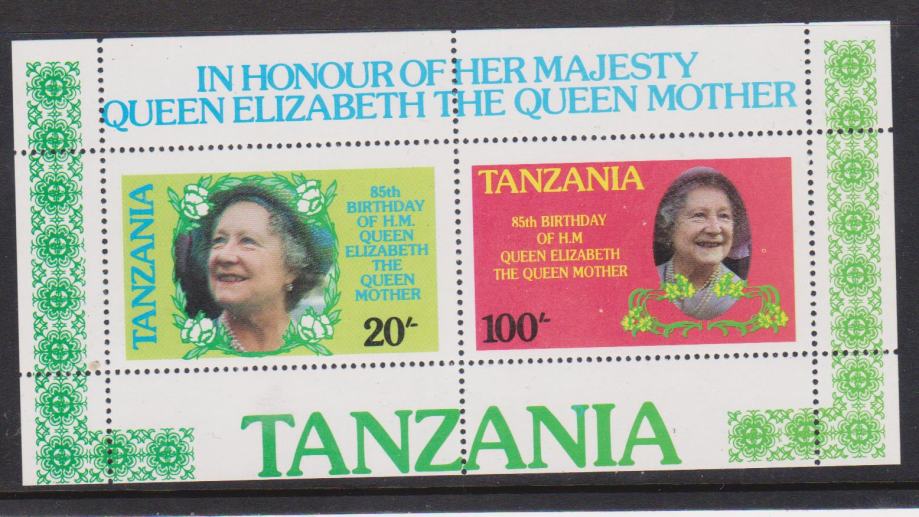 IN HONOUR OF HER MAJESTY
QUEEN ELIZABETH THE QUEEN MOTHER
TANZANIA
85th
BIRTHDAY
OF H.M.
QUEEN
ELIZABETH
THE
QUEEN
MOTHER
20/-
TANZANIA
85th BIRTHDAY
OF H.M
QUEEN ELIZABETH
THE QUEEN MOTHER
100/-
TANZANIA